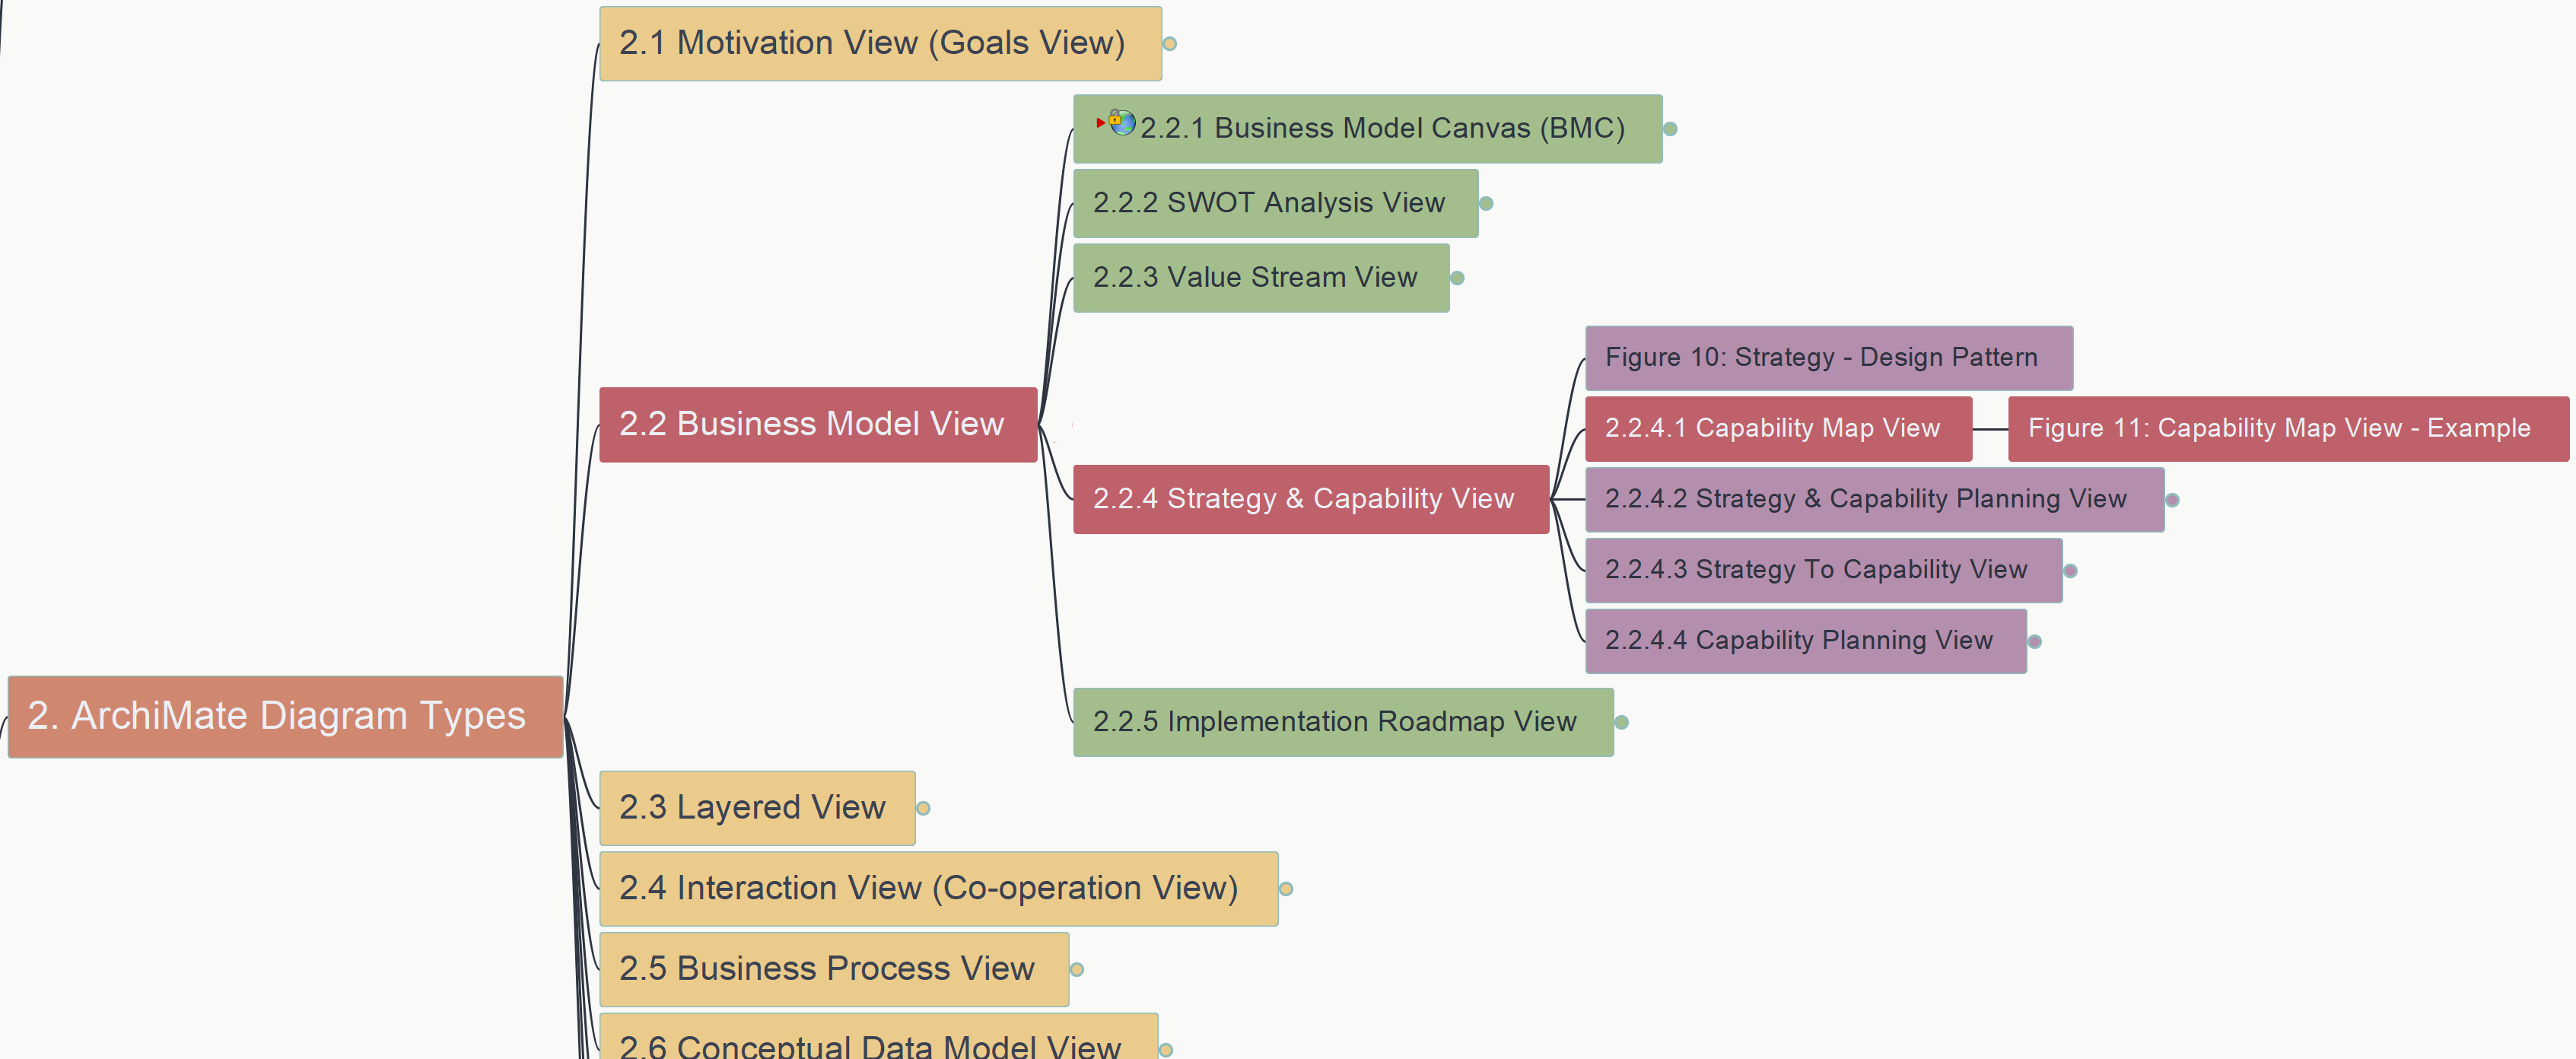 2.1 Motivation View (Goals View)
2.2.1 Business Model Canvas (BMC)
2.2.2 SWOT Analysis View
2.2.3 Value Stream View
Figure 10: Strategy - Design Pattern
2.2 Business Model View
2.2.4.1 Capability Map View
Figure 11: Capability Map View - Example
2.2.4 Strategy & Capability View
2.2.4.2 Strategy & Capability Planning View
2.2.4.3 Strategy To Capability View
2.2.4.4 Capability Planning View
2. ArchiMate Diagram Types
2.2.5 Implementation Roadmap View
2.3 Layered View
2.4 Interaction View (Co-operation View)
2.5 Business Process View
2.6 Conceptual Data Model View